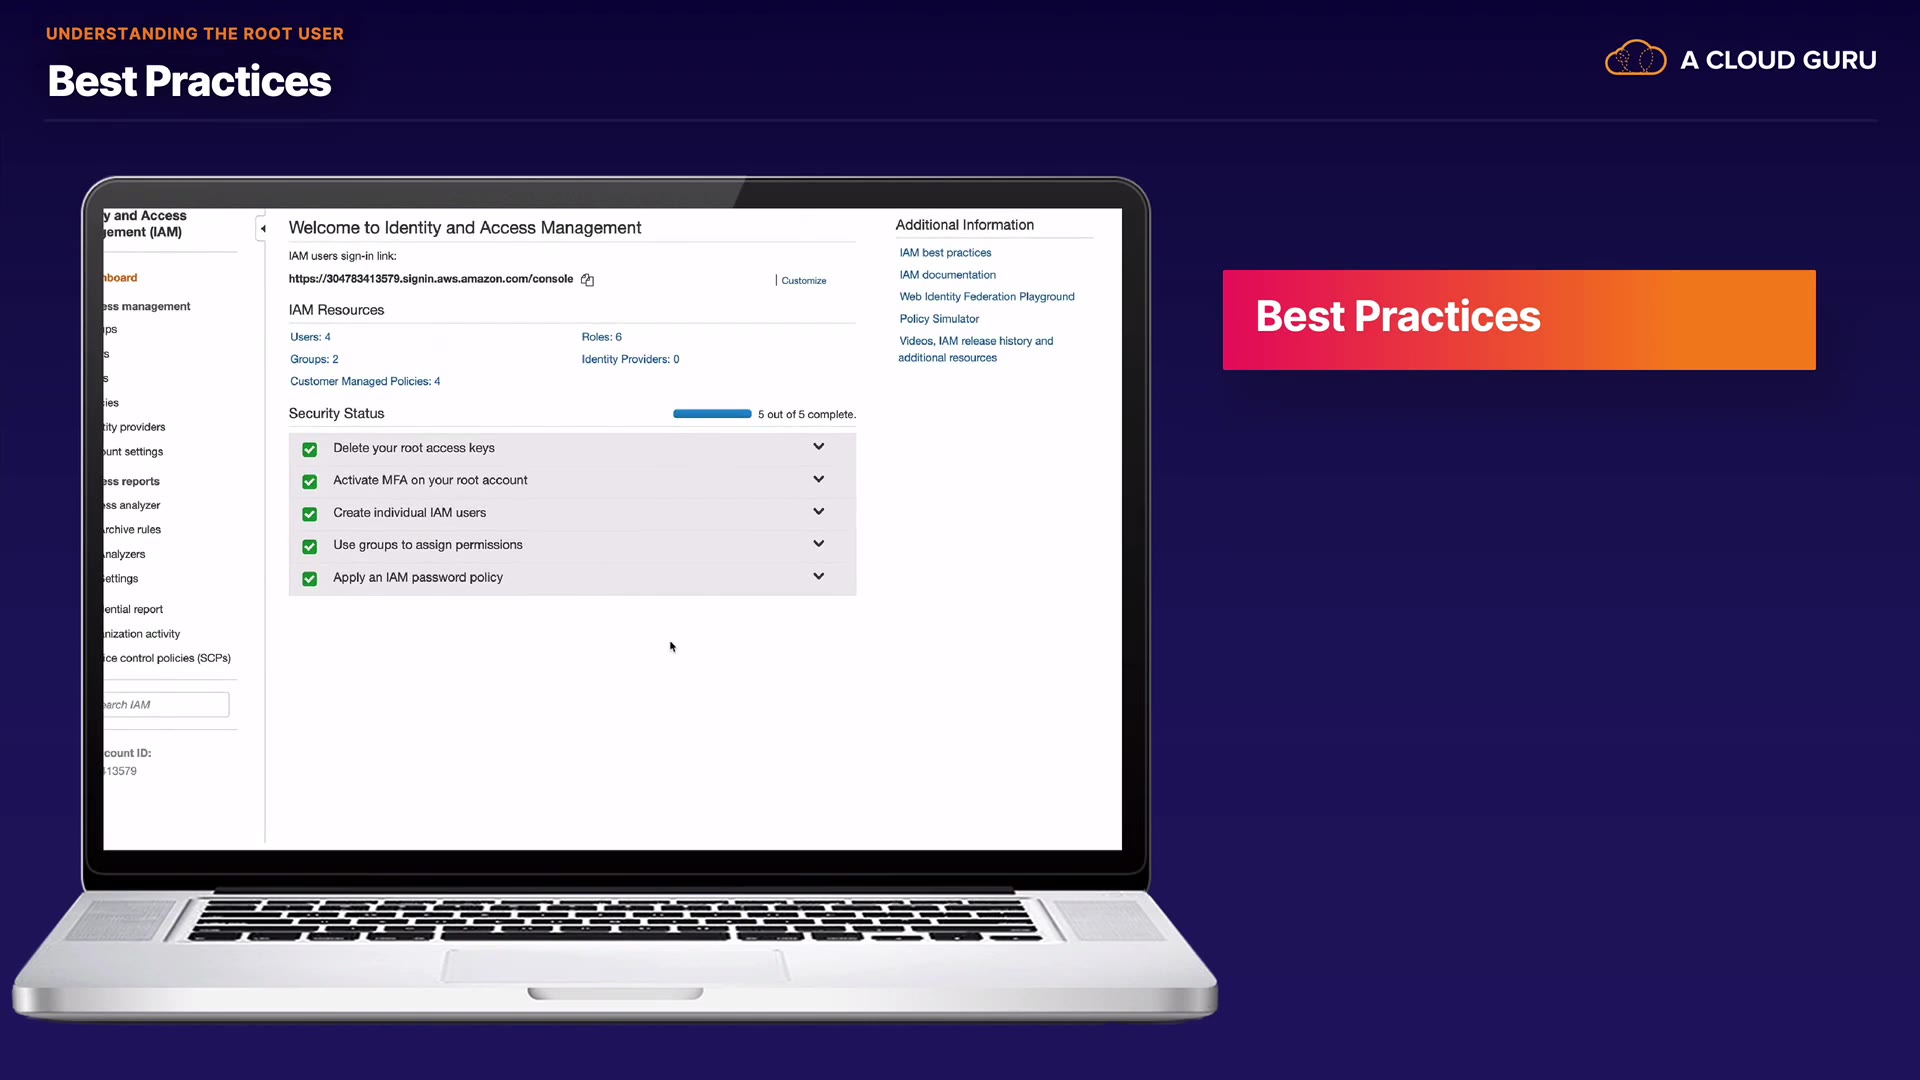 UNDERSTANDING THE ROOT USER
Best Practices
A CLOUD GURU
y and Access
gement (IAM)
Welcome to Identity and Access Management
IAM users sign-in link:
https://304783413579.signin.aws.amazon.com/console
Customize
IAM Resources
Users: 4
Roles: 6
Groups: 2
Identity Providers: 0
Customer Managed Policies: 4
Security Status
5 out of 5 complete.
Delete your root access keys
Activate MFA on your root account
Create individual IAM users
Use groups to assign permissions
Apply an IAM password policy
Additional Information
IAM best practices
IAM documentation
Web Identity Federation Playground
Policy Simulator
Videos, IAM release history and
additional resources
board
ess management
ups
s
s
ies
tity providers
ount settings
ess reports
ess analyzer
Archive rules
Analyzers
Settings
ential report
nization activity
ice control policies (SCPs)
earch IAM
count ID:
413579
Best Practices